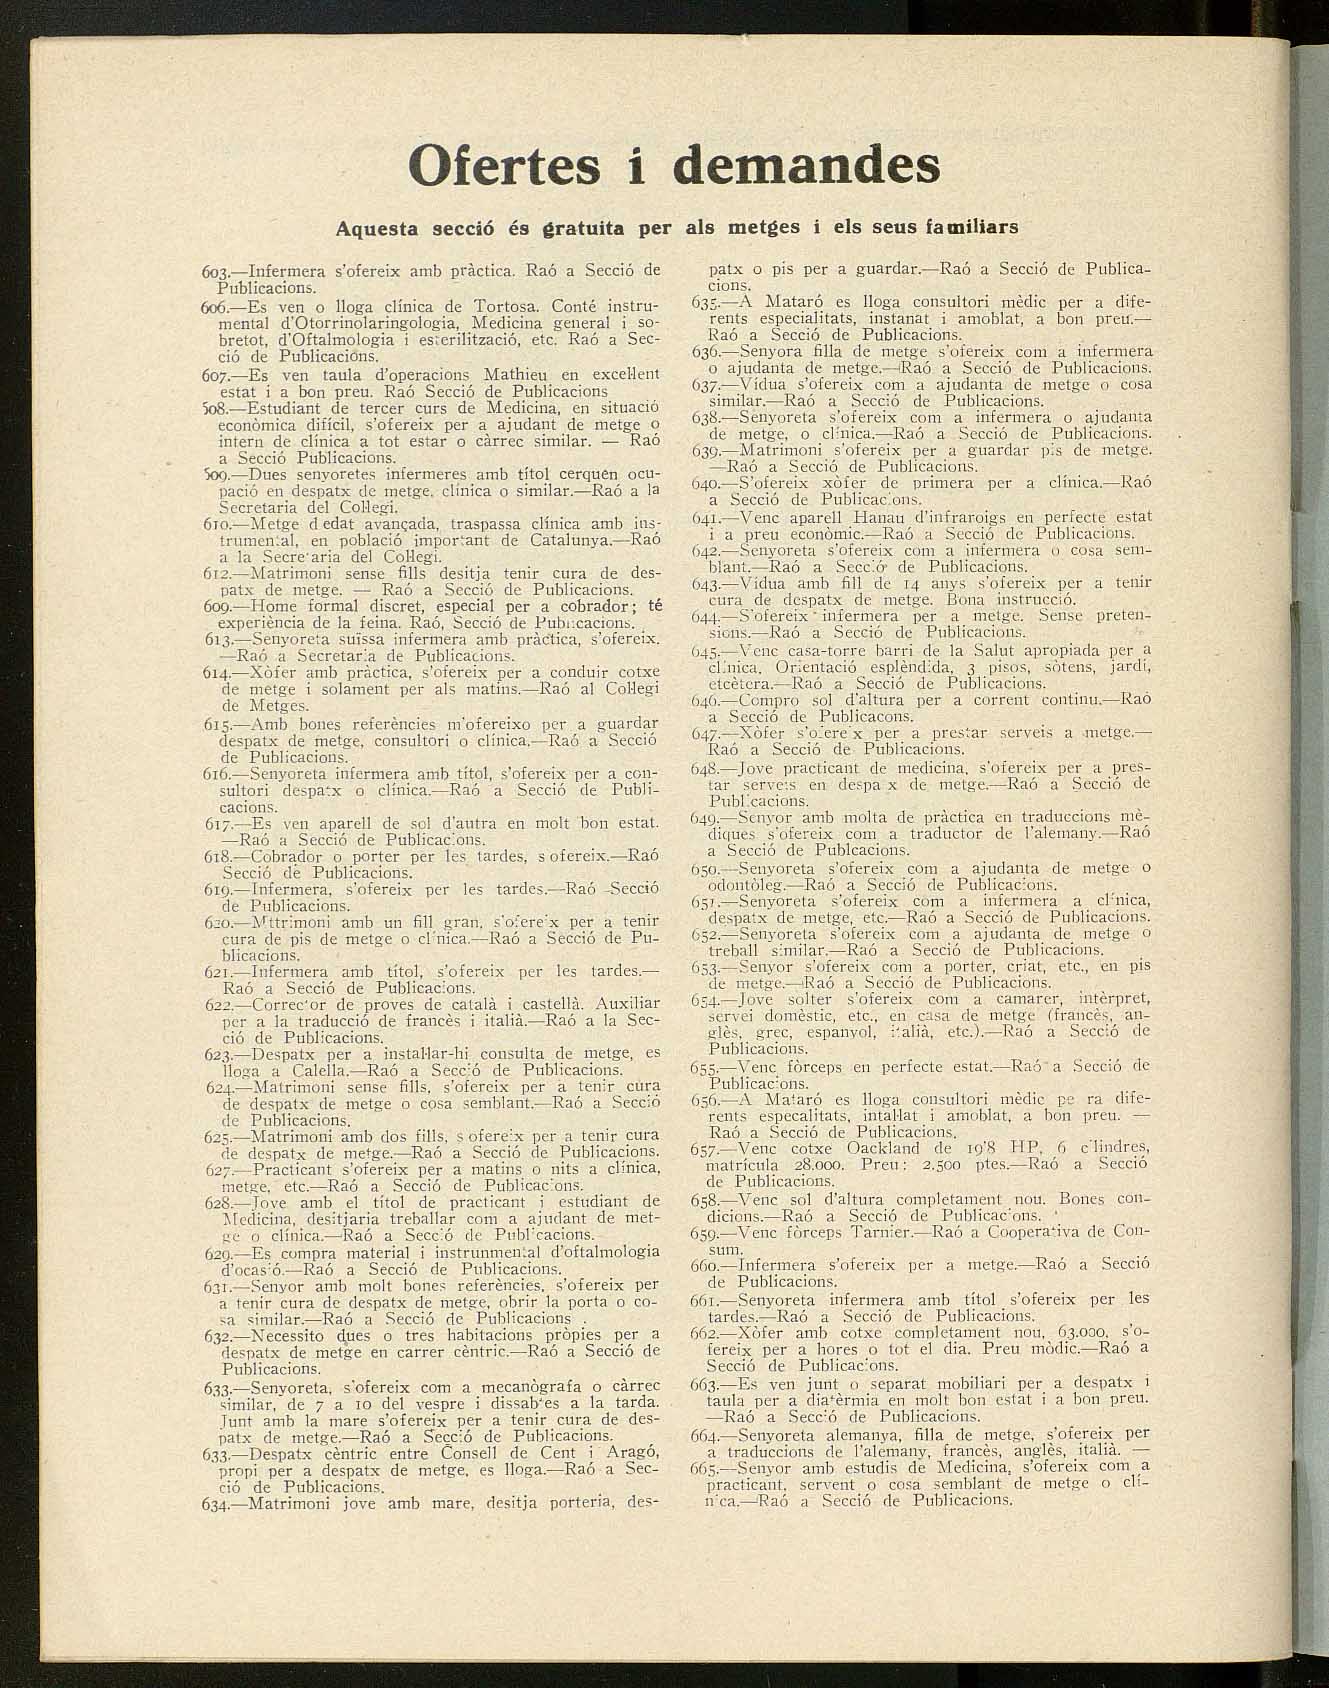 Ofertes i demandes
Aquesta secció és gratuita per als metges i els seus familiars
603.—Infermera s'ofereix amb pràctica. Raó a Secció de
Publicacions.
606.—Es ven o lloga clínica de Tortosa. Conté instru-
mental d'Otorrinolaringologia, Medicina general i so-
bretot, d'Oftalmologia i esterilització, etc. Raó a Sec-
ció de Publicacions.
607.—Es ven taula d'operacions Mathieu en excel·lent
estat i a bon preu. Raó Secció de Publicacions
508.—Estudiant de tercer curs de Medicina, en situació
econòmica difícil, s'ofereix per a ajudant de metge o
intern de clínica a tot estar o càrrec similar. — Raó
a Secció Publicacions.
509.—Dues senyoretes infermeres amb títol cerquen ocu-
pació en despatx de metge, clínica o similar.—Raó a la
Secretaria del Col·legi.
610.—Metge d edat avançada, traspassa clínica amb ins-
trumental, en població important de Catalunya.—Raó
a la Secre'aria del Col·legi.
612.—Matrimoni sense fills desitja tenir cura de des-
patx de metge. — Raó a Secció de Publicacions.
609.—Home formal discret, especial per a cobrador; té
experiència de la feina. Raó, Secció de Publicacions.
613.—Senyoreta suïssa infermera amb pràctica, s'ofereix.
—Raó a Secretaria de Publicacions.
614.—Xòfer amb pràctica, s'ofereix per a conduir cotxe
de metge i solament per als matins.—Raó al Col·legi
de Metges.
615.—Amb bones referències m'ofereixo per a guardar
despatx de metge, consultori o clínica.—Raó a Secció
de Publicacions.
616.—Senyoreta infermera amb títol, s'ofereix per a con-
sultori despatx o clínica.—Raó a Secció de Publi-
cacions.
617.—Es ven aparell de sol d'autra en molt bon estat.
—Raó a Secció de Publicacions.
618.—Cobrador o porter per les tardes, s ofereix.—Raó
Secció de Publicacions.
619.—Infermera, s'ofereix per les tardes.—Raó Secció
de Publicacions.
620.—Mttrimoni amb un fill gran, s'ofereix per a tenir
cura de pis de metge o clínica.—Raó a Secció de Pu-
blicacions.
621.—Infermera amb títol, s'ofereix per les tardes.—
Raó a Secció de Publicacions.
622.—Correc'or de proves de català i castellà. Auxiliar
per a la traducció de francès i italià.—Raó a la Sec-
ció de Publicacions.
623.—Despatx per a instal·lar-hi consulta de metge, es
lloga a Calella.—Raó a Secció de Publicacions.
624.—Matrimoni sense fills, s'ofereix per a tenir cura
de despatx de metge o cosa semblant.—Raó a Secció
de Publicacions.
625.—Matrimoni amb dos fills, s ofereix per a tenir cura
de despatx de metge.—Raó a Secció de Publicacions.
627.—Practicant s'ofereix per a matins o nits a clínica,
metge, etc.—Raó a Secció de Publicacions.
628.—Jove amb el títol de practicant i estudiant de
Medicina, desitjaria treballar com a ajudant de met-
ge o clínica.—Raó a Secció de Publicacions.
629.—Es compra material i instrunmental d'oftalmologia
d'ocasió.—Raó a Secció de Publicacions.
631.—Senyor amb molt bones referències, s'ofereix per
a tenir cura de despatx de metge, obrir la porta o co-
sa similar.—Raó a Secció de Publicacions .
632.—Necessito dues o tres habitacions pròpies per a
despatx de metge en carrer cèntric.—Raó a Secció de
Publicacions.
633.—Senyoreta, s'ofereix com a mecanògrafa o càrrec
similar, de 7 a 10 del vespre i dissabtes a la tarda.
Junt amb la mare s'ofereix per a tenir cura de des-
patx de metge.—Raó a Secció de Publicacions.
633.—Despatx cèntric entre Consell de Cent i Aragó,
propi per a despatx de metge, es lloga.—Raó a Sec-
ció de Publicacions.
634.—Matrimoni jove amb mare, desitja porteria, des-
patx o pis per a guardar.—Raó a Secció de Publica-
cions.
635.—A Mataró es lloga consultori mèdic per a dife-
rents especialitats, instanat i amoblat, a bon preu.—
Raó a Secció de Publicacions.
636.—Senyora filla de metge s'ofereix com a infermera
o ajudanta de metge.—Raó a Secció de Publicacions.
637.—Vídua s'ofereix com a ajudanta de metge o cosa
similar.—Raó a Secció de Publicacions.
638.—Senyoreta s'ofereix com a infermera o ajudanta
de metge, o clínica.—Raó a Secció de Publicacions.
639.—Matrimoni s'ofereix per a guardar pis de metge.
—Raó a Secció de Publicacions.
640.—S'ofereix xòfer de primera per a clínica.—Raó
a Secció de Publicacions.
641.—Venc aparell Hanau d'infraroigs en perfecte estat
i a preu econòmic.—Raó a Secció de Publicacions.
642.—Senyoreta s'ofereix com a infermera o cosa sem-
blant.—Raó a Secció de Publicacions.
643.—Vídua amb fill de 14 anys s'ofereix per a tenir
cura de despatx de metge. Bona instrucció.
644.—S'ofereix infermera per a metge. Sense preten-
sions.—Raó a Secció de Publicacions.
645.—Venc casa-torre barri de la Salut apropiada per a
clínica. Orientació esplèndida, 3 pisos, sòtens, jardí,
etcètera.—Raó a Secció de Publicacions.
646.—Compro sol d'altura per a corrent continu.—Raó
a Secció de Publicacons.
647.—Xòfer s'ofereix per a prestar serveis a metge.—
Raó a Secció de Publicacions.
648.—Jove practicant de medicina, s'ofereix per a pres-
tar serveis en despa x de metge.—Raó a Secció de
Publicacions.
649.—Senyor amb molta de pràctica en traduccions mè-
diques s'ofereix com a traductor de l'alemany.—Raó
a Secció de Publcacions.
650.—Senyoreta s'ofereix com a ajudanta de metge o
odontòleg.—Raó a Secció de Publicacions.
651.—Senyoreta s'ofereix com a infermera a clínica,
despatx de metge, etc.—Raó a Secció de Publicacions.
652.—Senyoreta s'ofereix com a ajudanta de metge o
treball similar.—Raó a Secció de Publicacions.
653.—Senyor s'ofereix com a porter, criat, etc., en pis
de metge.—Raó a Secció de Publicacions.
654.—Jove solter s'ofereix com a camarer, intèrpret,
servei domèstic, etc., en casa de metge (francès, an-
glès, grec, espanyol, italià, etc.).—Raó a Secció de
Publicacions.
655.—Venc fòrceps en perfecte estat.—Raó a Secció de
Publicacions.
656.—A Mataró es lloga consultori mèdic pe ra dife-
rents especalitats, intal·lat i amoblat, a bon preu. —
Raó a Secció de Publicacions.
657.—Venc cotxe Oackland de 19'8 HP, 6 cilindres,
matrícula 28.000. Preu: 2.500 ptes.—Raó a Secció
de Publicacions.
658.—Venc sol d'altura completament nou. Bones con-
dicions.—Raó a Secció de Publicacions.
659.—Venc fòrceps Tarnier.—Raó a Cooperativa de Con-
sum.
660.—Infermera s'ofereix per a metge.—Raó a Secció
de Publicacions.
661.—Senyoreta infermera amb títol s'ofereix per les
tardes.—Raó a Secció de Publicacions.
662.—Xòfer amb cotxe completament nou, 63.000, s'o-
fereix per a hores o tot el dia. Preu mòdic.—Raó a
Secció de Publicacions.
663.—Es ven junt o separat mobiliari per a despatx i
taula per a diatèrmia en molt bon estat i a bon preu.
—Raó a Secció de Publicacions.
664.—Senyoreta alemanya, filla de metge, s'ofereix per
a traduccions de l'alemany, francès, anglès, italià. —
665.—Senyor amb estudis de Medicina, s'ofereix com a
practicant, servent o cosa semblant de metge o clí-
nica.—Raó a Secció de Publicacions.